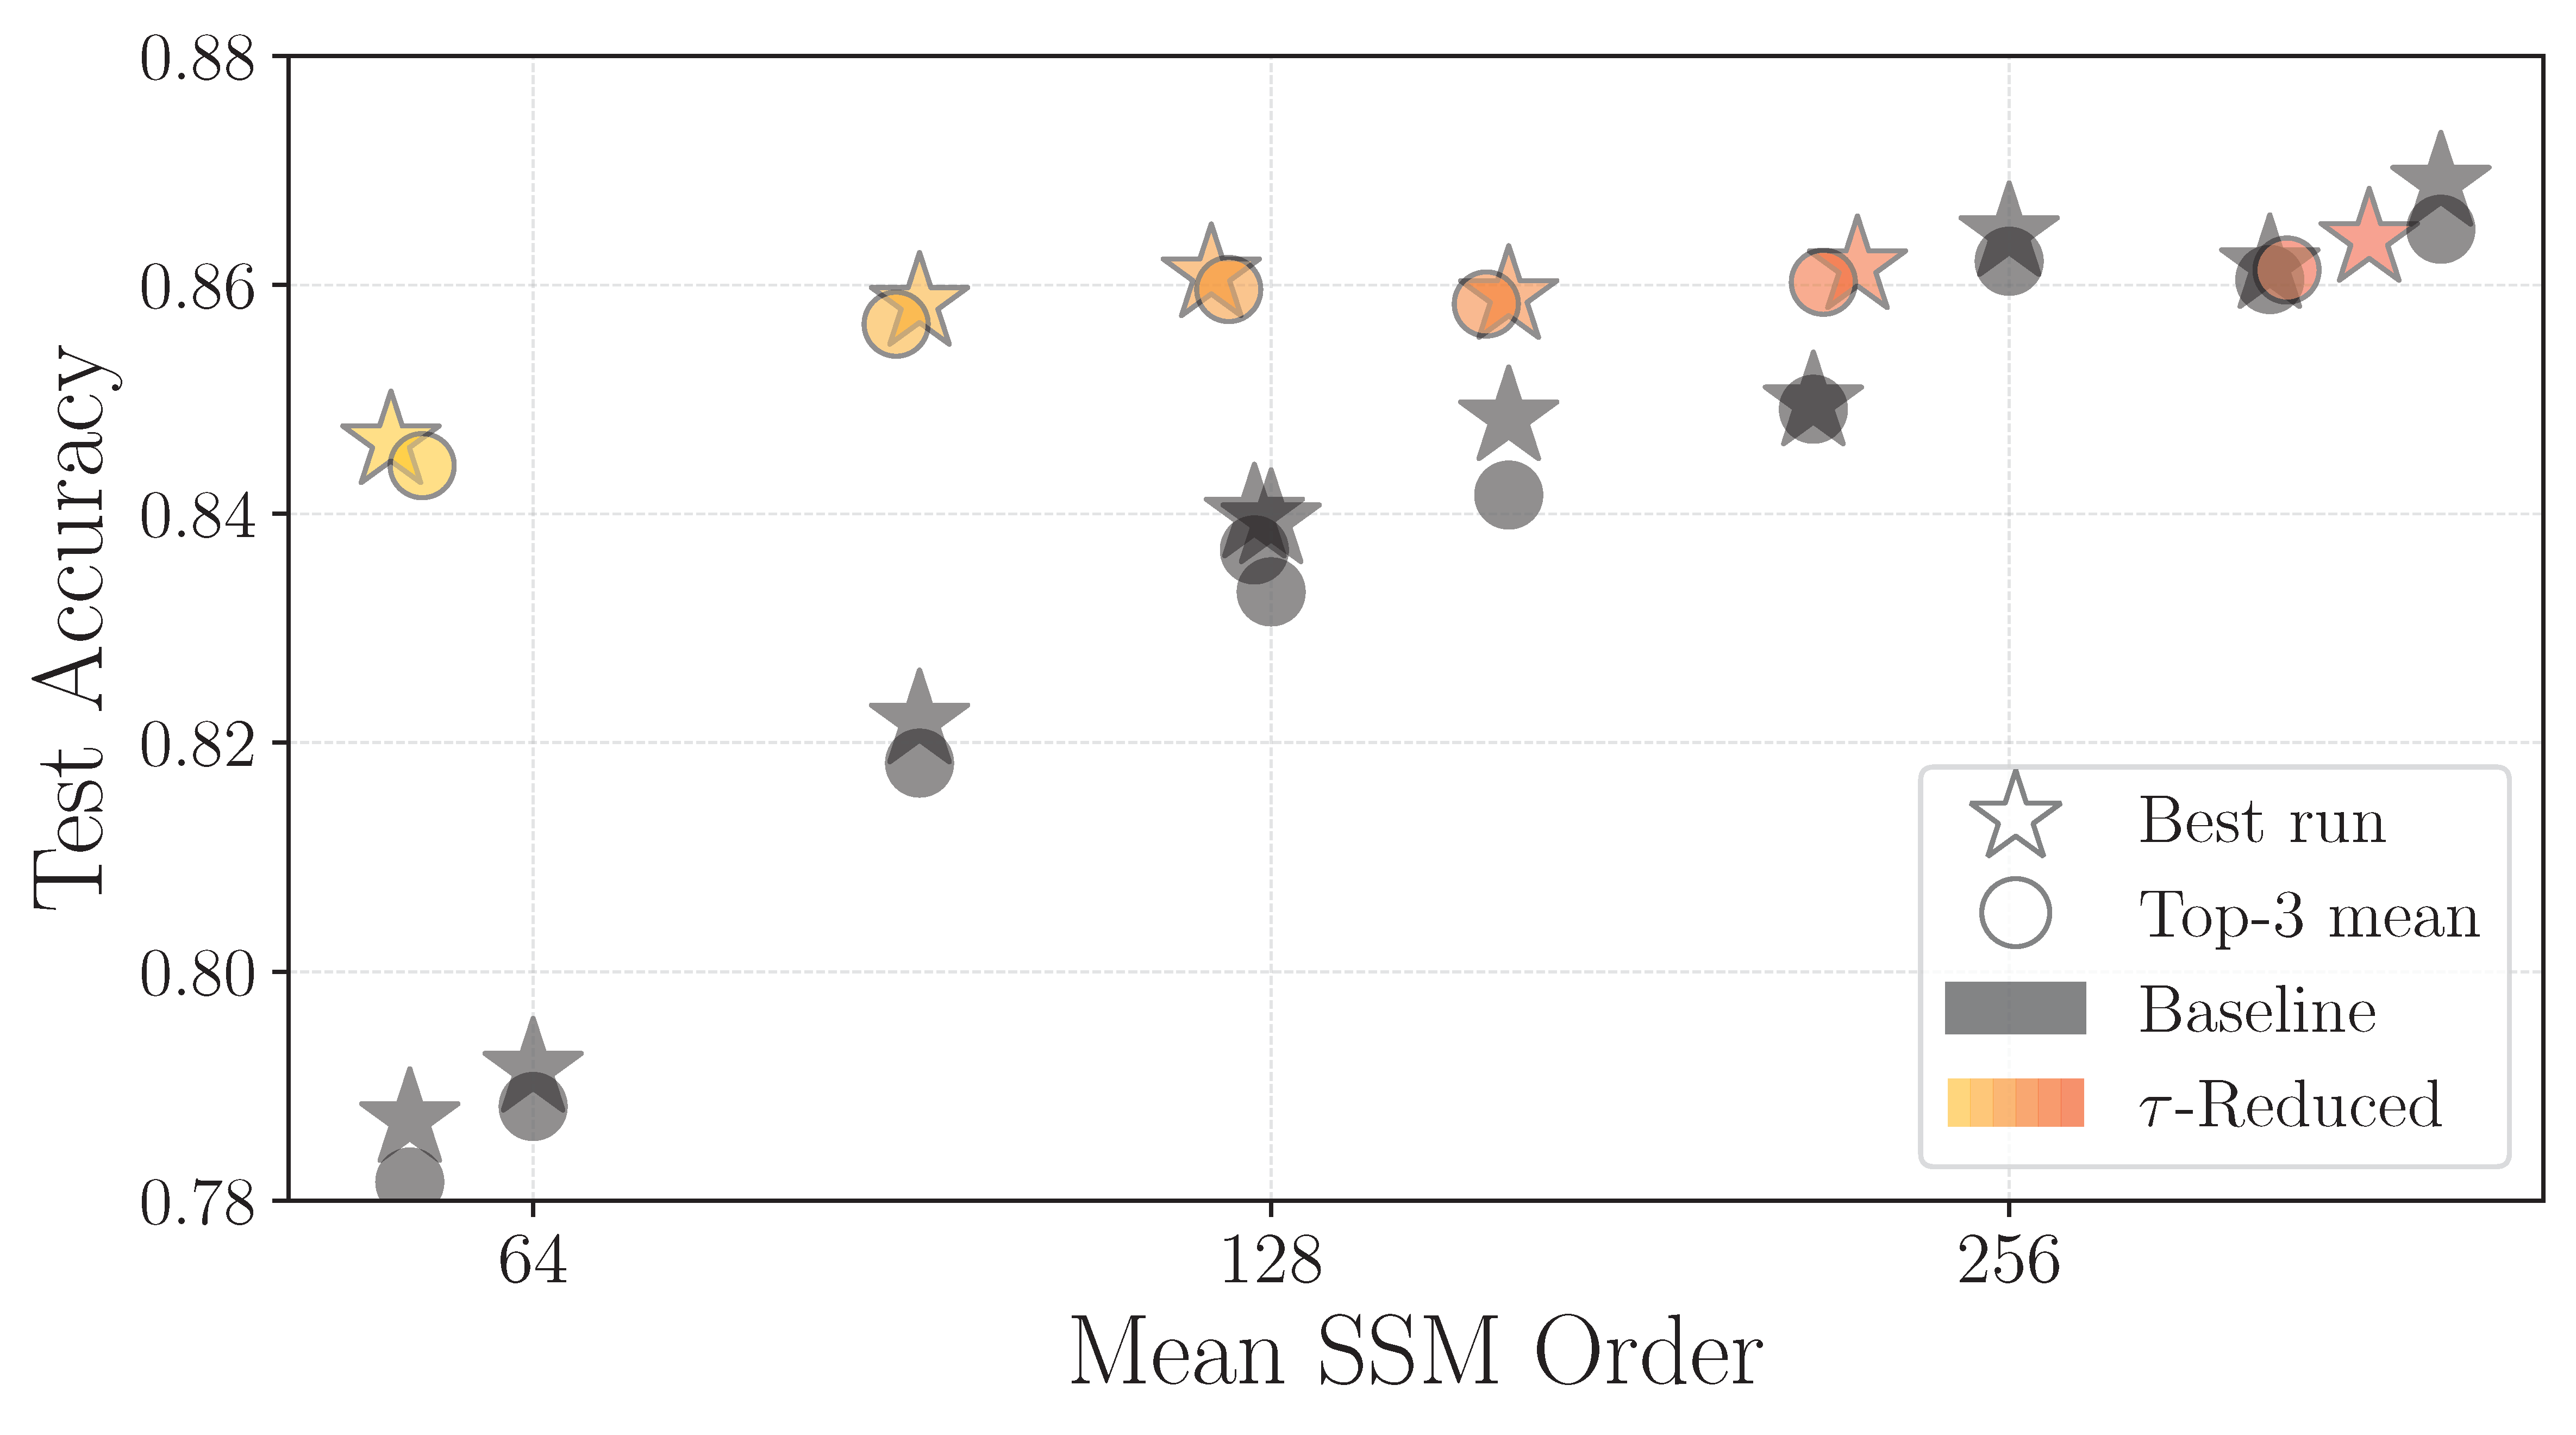 0.88
0.86
0.84
0.82
0.80
0.78
Test Accuracy
64
128
256
Mean SSM Order
Best run
Top-3 mean
Baseline
τ-Reduced